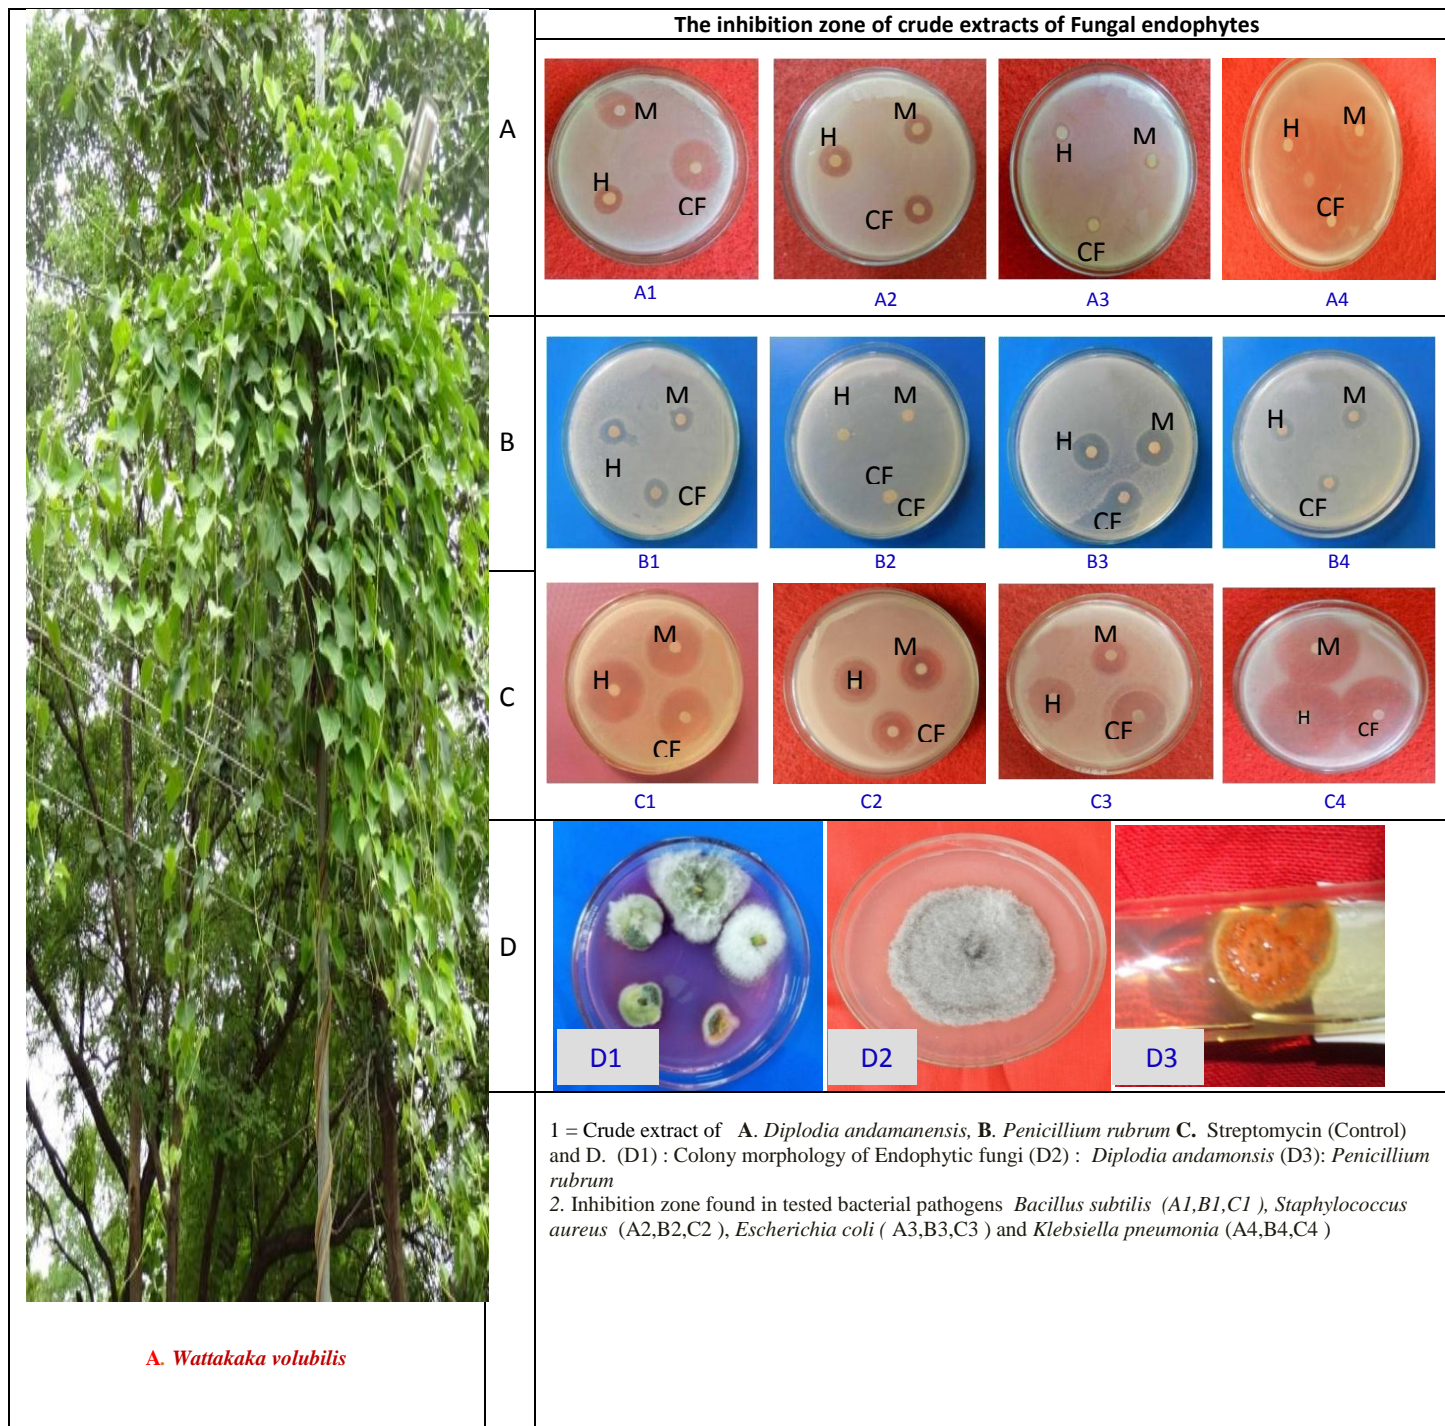 The inhibition zone of crude extracts of Fungal endophytes
A
M
H
CF
A1
M
H
CF
A2
H
M
CF
A3
H
M
CF
A4
B
M
H
CF
B1
H
M
CF
CF
B2
H
M
CF
B3
H
M
CF
B4
C
M
H
CF
C1
M
H
CF
C2
M
H
CF
C3
M
H
CF
C4
D
D1
D2
D3
1 = Crude extract of A. Diplodia andamanensis, B. Penicillium rubrum C. Streptomycin (Control)
and D. (D1) : Colony morphology of Endophytic fungi (D2) : Diplodia andamonsis (D3): Penicillium
rubrum
2. Inhibition zone found in tested bacterial pathogens Bacillus subtilis (A1,B1,C1 ), Staphylococcus
aureus (A2,B2,C2 ), Escherichia coli ( A3,B3,C3 ) and Klebsiella pneumonia (A4,B4,C4 )
A. Wattakaka volubilis